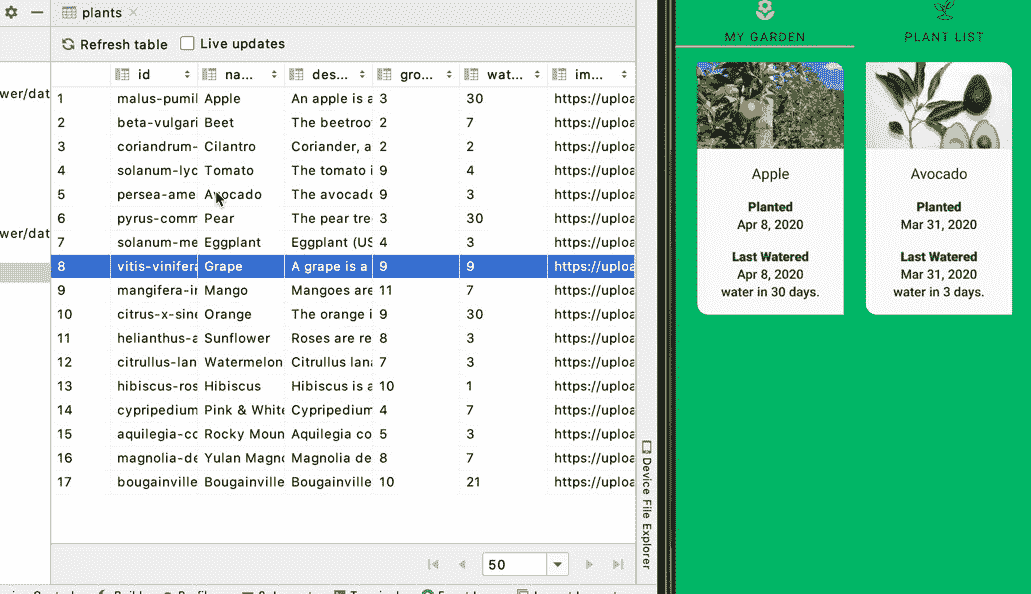 plants
Refresh table Live updates
id na... des... gro... wat... im...
wer/dat
1 malus-pumil Apple An apple is a 3 30 https://uploa
2 beta-vulgari Beet The beetroo 2 7 https://uploa
3 coriandrum- Cilantro Coriander, a 2 2 https://uploa
4 solanum-lyc Tomato The tomato i 9 4 https://uploa
5 persea-ame Avocado The avocado 9 3 https://uploa
6 pyrus-comm Pear The pear tre 3 30 https://uploa
wer/dat
7 solanum-me Eggplant Eggplant (US 4 3 https://uploa
8 vitis-vinifera Grape A grape is a 9 9 https://uploa
9 mangifera-in Mango Mangoes are 11 7 https://uploa
10 citrus-x-sine Orange The orange i 9 30 https://uploa
11 helianthus-a Sunflower Roses are re 8 3 https://uploa
12 citrullus-lan Watermelon Citrullus lana 7 3 https://uploa
13 hibiscus-ros Hibiscus Hibiscus is a 10 1 https://uploa
14 cypripedium Pink & White Cypripedium 4 7 https://uploa
15 aquilegia-co Rocky Moun Aquilegia co 5 3 https://uploa
16 magnolia-de Yulan Magno Magnolia de 8 7 https://uploa
17 bougainville Bougainville Bougainville 10 21 https://uploa
50
Device File Explorer
MY GARDEN PLANT LIST
Apple
Planted
Apr 8, 2020
Last Watered
Apr 8, 2020
water in 30 days.
Avocado
Planted
Mar 31, 2020
Last Watered
Mar 31, 2020
water in 3 days.